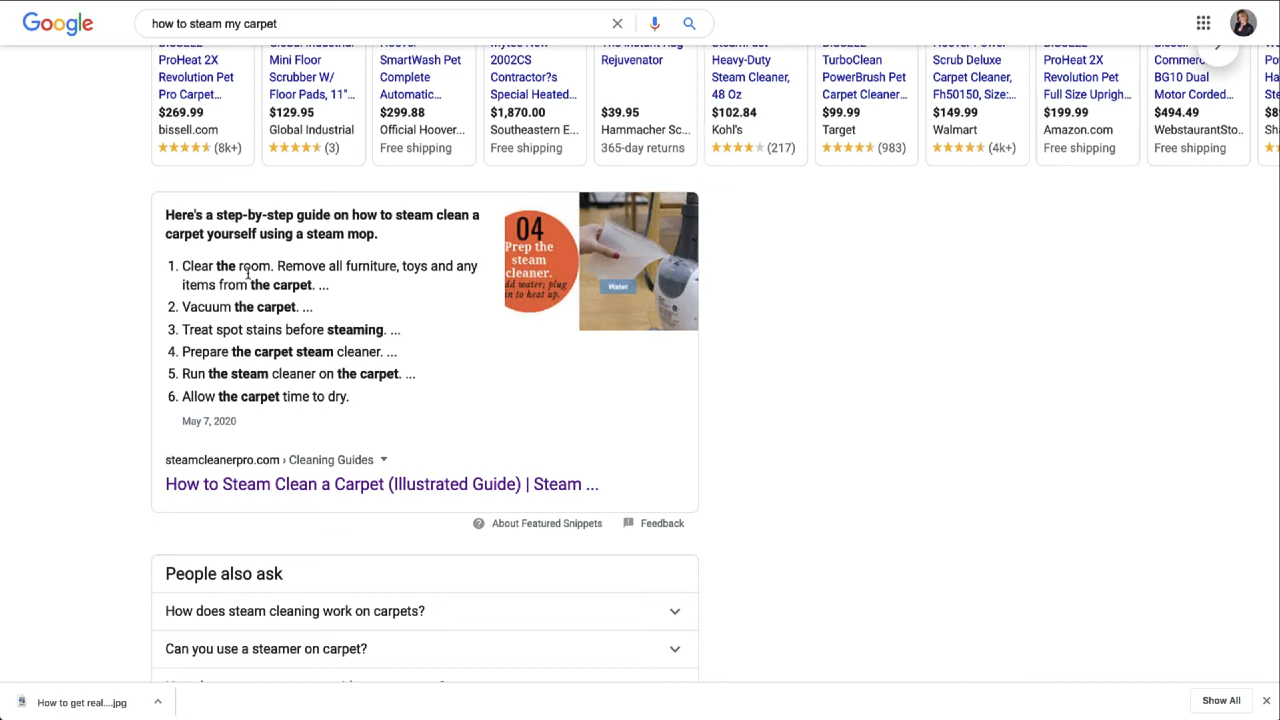 Google
how to steam my carpet
ProHeat 2X
Revolution Pet
Pro Carpet...
$269.99
bissell.com
(8k+)
Mini Floor
Scrubber W/
Floor Pads, 11"...
$129.95
Global Industrial
(3)
SmartWash Pet
Complete
Automatic...
$299.88
Official Hoover...
Free shipping
2002CS
Contractor?s
Special Heated...
$1,870.00
Southeastern E...
Free shipping
Rejuvenator
$39.95
Hammacher Sc...
365-day returns
Heavy-Duty
Steam Cleaner,
48 Oz
$102.84
Kohl's
(217)
TurboClean
PowerBrush Pet
Carpet Cleaner...
$99.99
Target
(983)
Scrub Deluxe
Carpet Cleaner,
Fh50150, Size:...
$149.99
Walmart
(4k+)
ProHeat 2X
Revolution Pet
Full Size Uprigh...
$199.99
Amazon.com
Free shipping
Commerc...
BG10 Dual
Motor Corded...
$494.49
WebstaurantSto..
Free shipping
Here's a step-by-step guide on how to steam clean a
carpet yourself using a steam mop.
1. Clear the room. Remove all furniture, toys and any
items from the carpet. ...
2. Vacuum the carpet. ...
3. Treat spot stains before steaming. ...
4. Prepare the carpet steam cleaner. ...
5. Run the steam cleaner on the carpet. ...
6. Allow the carpet time to dry.
May 7, 2020
04
Prep the
steam
cleaner.
dd water; plug
in to heat up.
Water
steamcleanerpro.com › Cleaning Guides
How to Steam Clean a Carpet (Illustrated Guide) | Steam ...
About Featured Snippets
Feedback
People also ask
How does steam cleaning work on carpets?
Can you use a steamer on carpet?
How to get real....jpg
Show All